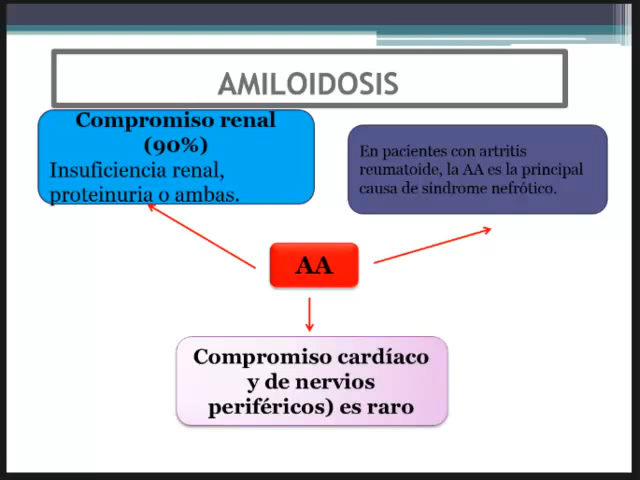 AMILOIDOSIS
Compromiso renal
(90%)
Insuficiencia renal,
proteinuria o ambas.
En pacientes con artritis
reumatoide, la AA es la principal
causa de síndrome nefrótico.
AA
Compromiso cardíaco
y de nervios
periféricos) es raro